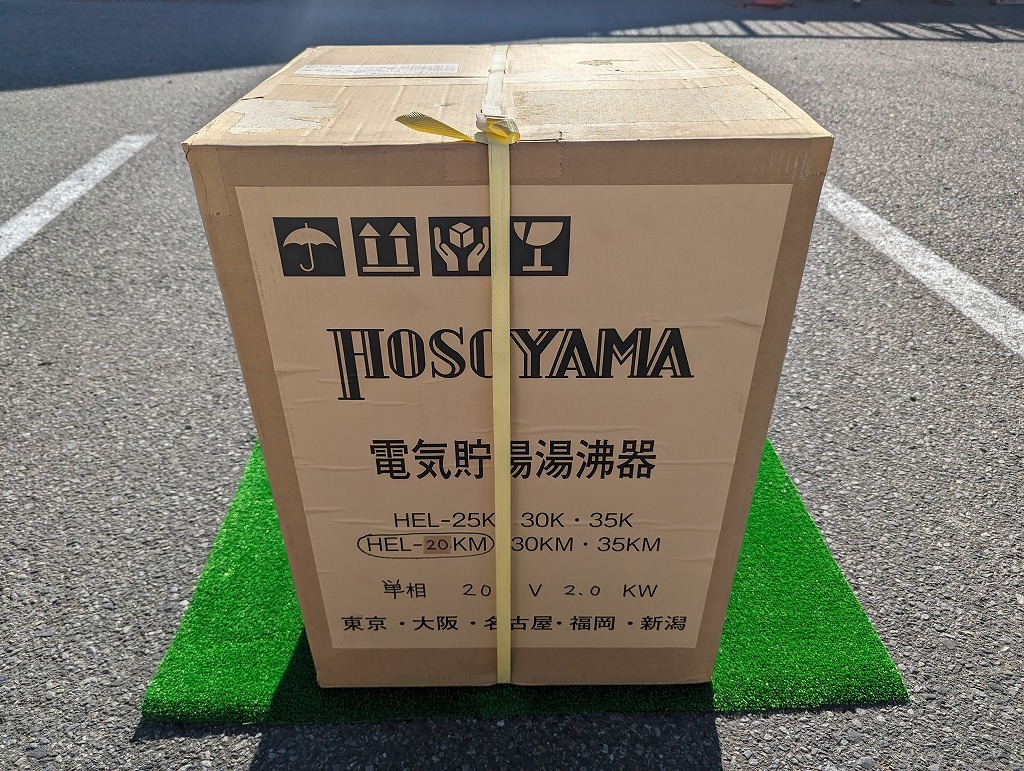 HOSOYAMA
電気貯湯湯沸器
HEL-25K 30K・35K
HEL-20KM 30KM・35KM
単相 20 V 2.0 KW
東京・大阪・名古屋・福岡・新潟